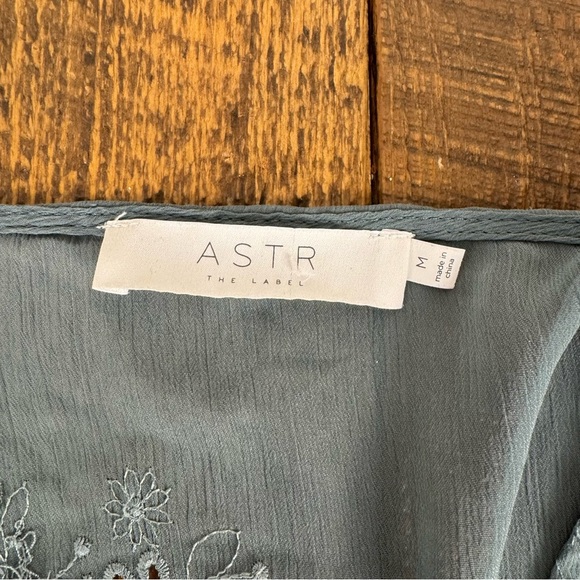 ASTR
THE LABEL
M
made in
china